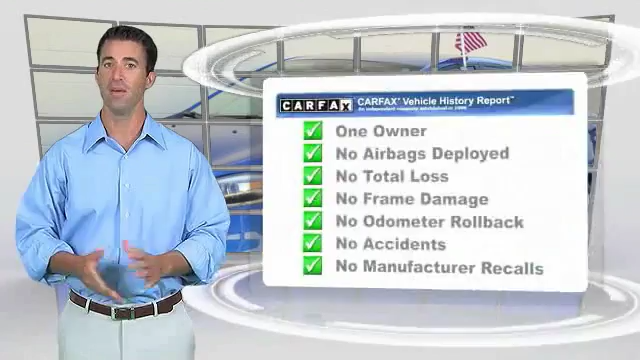 CARFAX CARFAX Vehicle History Report™
One Owner
No Airbags Deployed
No Total Loss
No Frame Damage
No Odometer Rollback
No Accidents
No Manufacturer Recalls